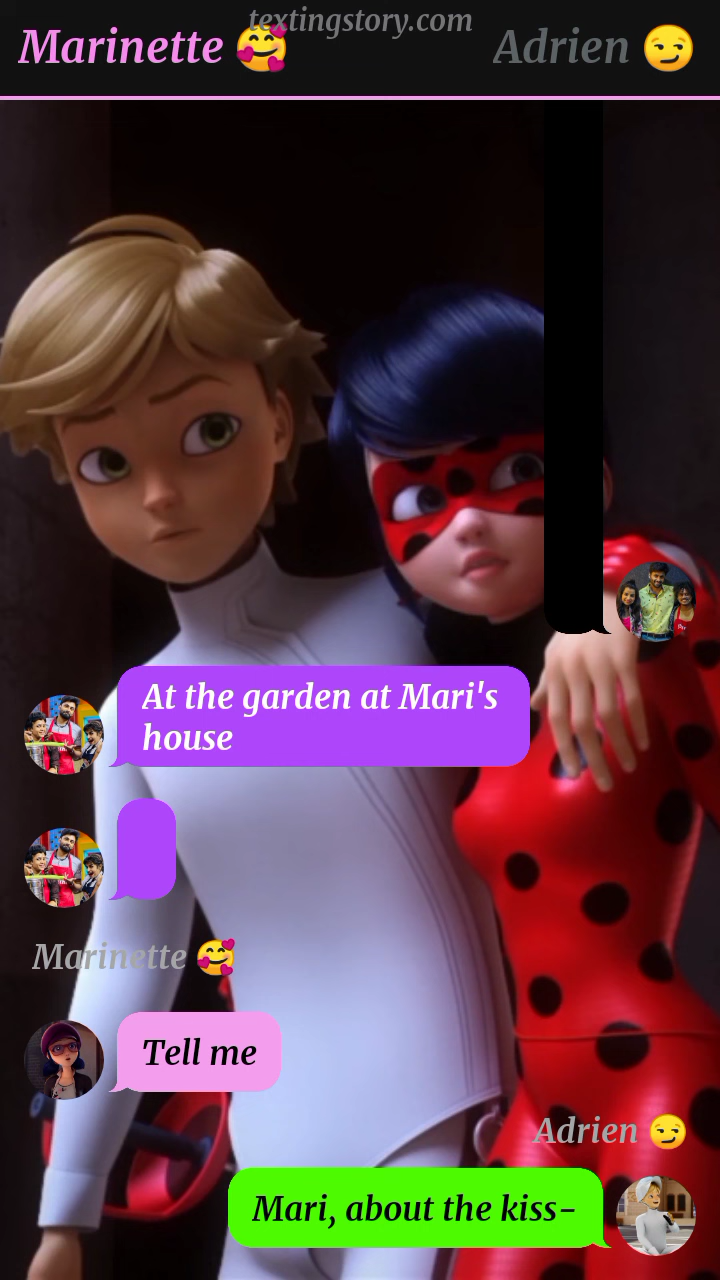 textingstory.com
Marinette 🥰
Adrien 😏
At the garden at Mari's
house
Marinette 🥰
Tell me
Adrien 😏
Mari, about the kiss-